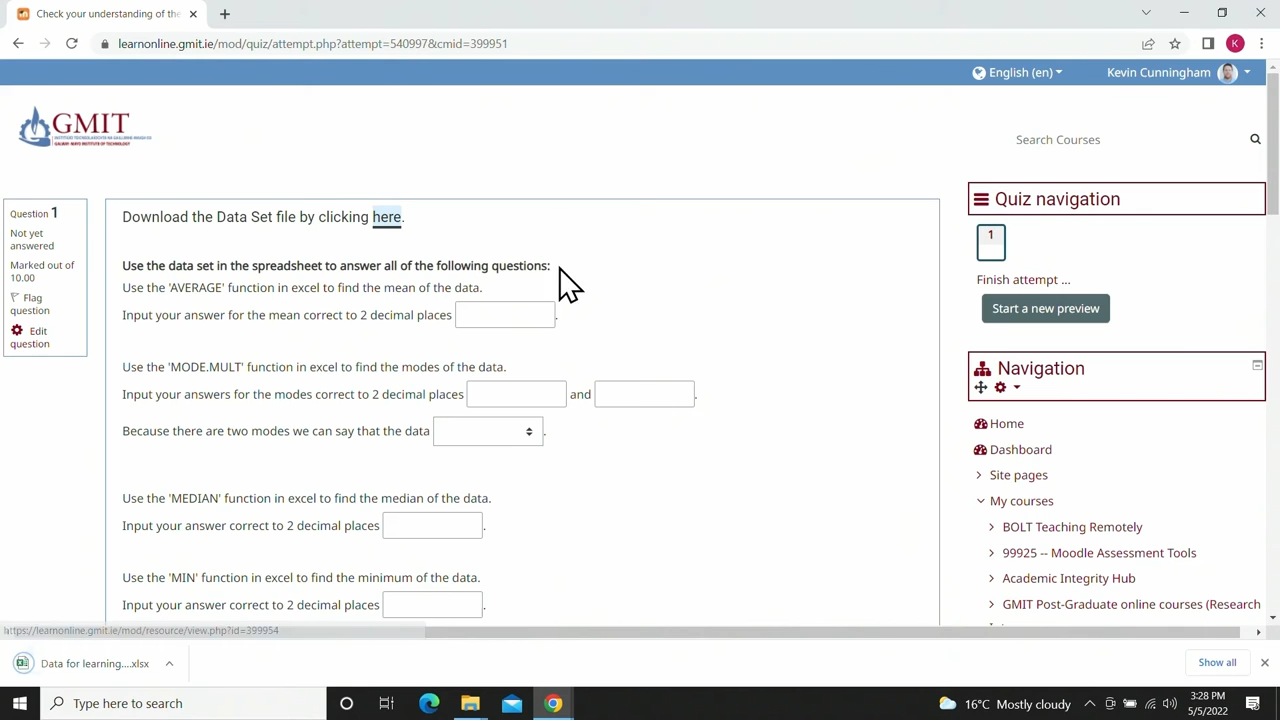 Check your understanding of the
learnonline.gmit.ie/mod/quiz/attempt.php?attempt=540997&cmid=399951
K
English (en)
Kevin Cunningham
GMIT
Search Courses
Question 1
Not yet
answered
Marked out of
10.00
Flag
question
Edit
question
Download the Data Set file by clicking here.
Use the data set in the spreadsheet to answer all of the following questions:
Use the 'AVERAGE' function in excel to find the mean of the data.
Input your answer for the mean correct to 2 decimal places .
Use the 'MODE.MULT' function in excel to find the modes of the data.
Input your answers for the modes correct to 2 decimal places and .
Because there are two modes we can say that the data .
Use the 'MEDIAN' function in excel to find the median of the data.
Input your answer correct to 2 decimal places .
Use the 'MIN' function in excel to find the minimum of the data.
Input your answer correct to 2 decimal places .
Quiz navigation
1
Finish attempt ...
Start a new preview
Navigation
Home
Dashboard
Site pages
My courses
BOLT Teaching Remotely
99925 -- Moodle Assessment Tools
Academic Integrity Hub
GMIT Post-Graduate online courses (Research
https://learnonline.gmit.ie/mod/resource/view.php?id=399954
Data for learning....xlsx
Show all
Type here to search
16°C Mostly cloudy
3:28 PM
5/5/2022